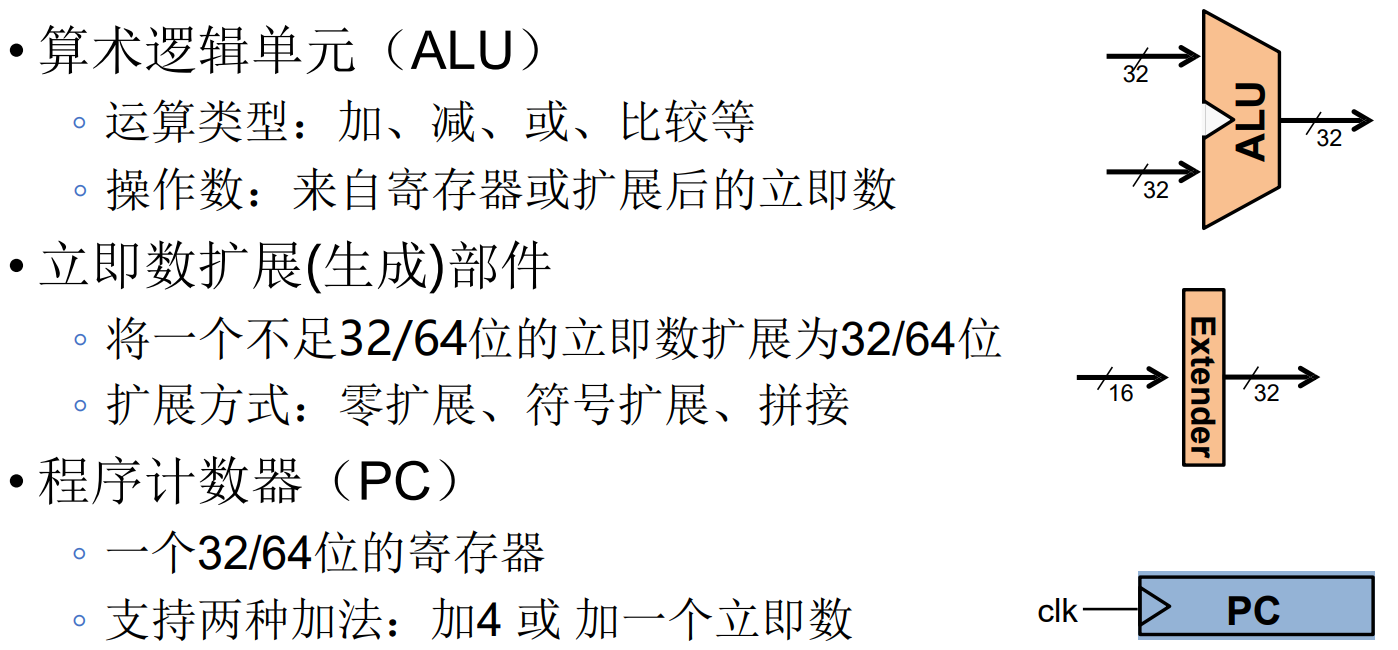 • 算术逻辑单元（ALU）
◦ 运算类型：加、减、或、比较等
◦ 操作数：来自寄存器或扩展后的立即数
32
32
ALU
32
• 立即数扩展(生成)部件
◦ 将一个不足32/64位的立即数扩展为32/64位
◦ 扩展方式：零扩展、符号扩展、拼接
16
Extender
32
• 程序计数器（PC）
◦ 一个32/64位的寄存器
◦ 支持两种加法：加4 或 加一个立即数
clk
PC